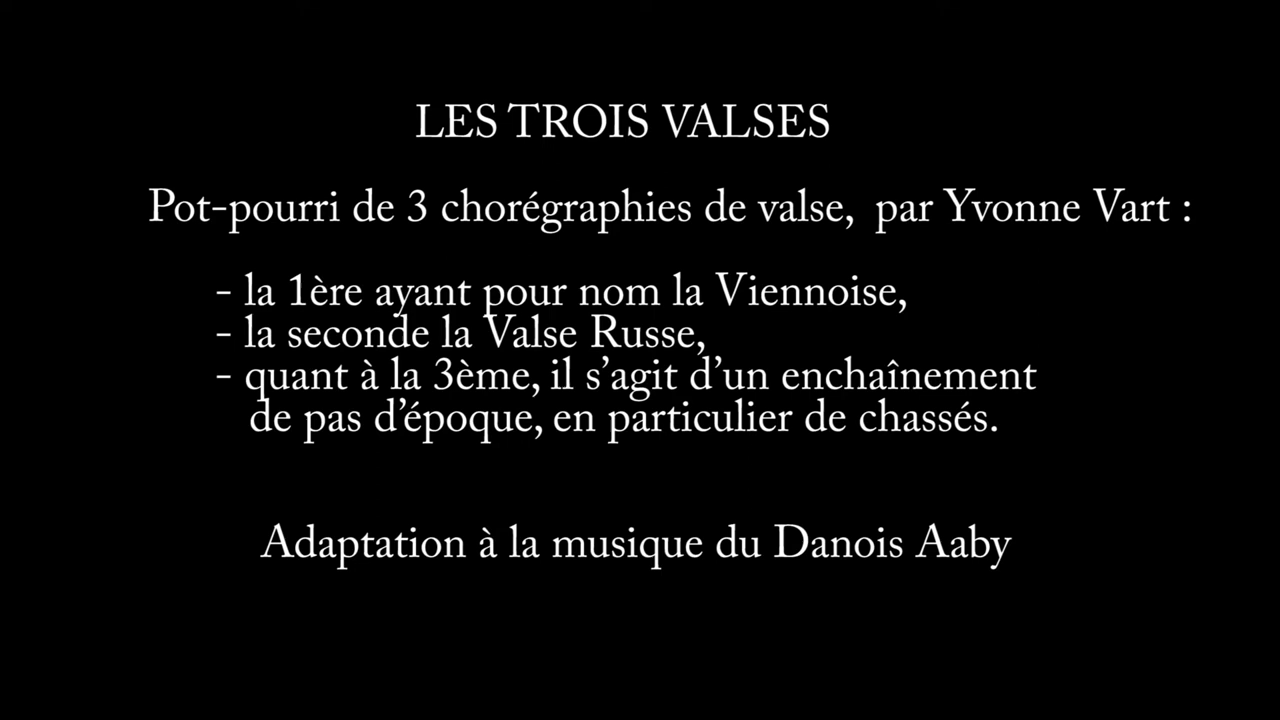 LES TROIS VALSES
Pot-pourri de 3 chorégraphies de valse, par Yvonne Vart :
- la 1ère ayant pour nom la Viennoise,
- la seconde la Valse Russe,
- quant à la 3ème, il s’agit d’un enchaînement
de pas d’époque, en particulier de chassés.
Adaptation à la musique du Danois Aaby